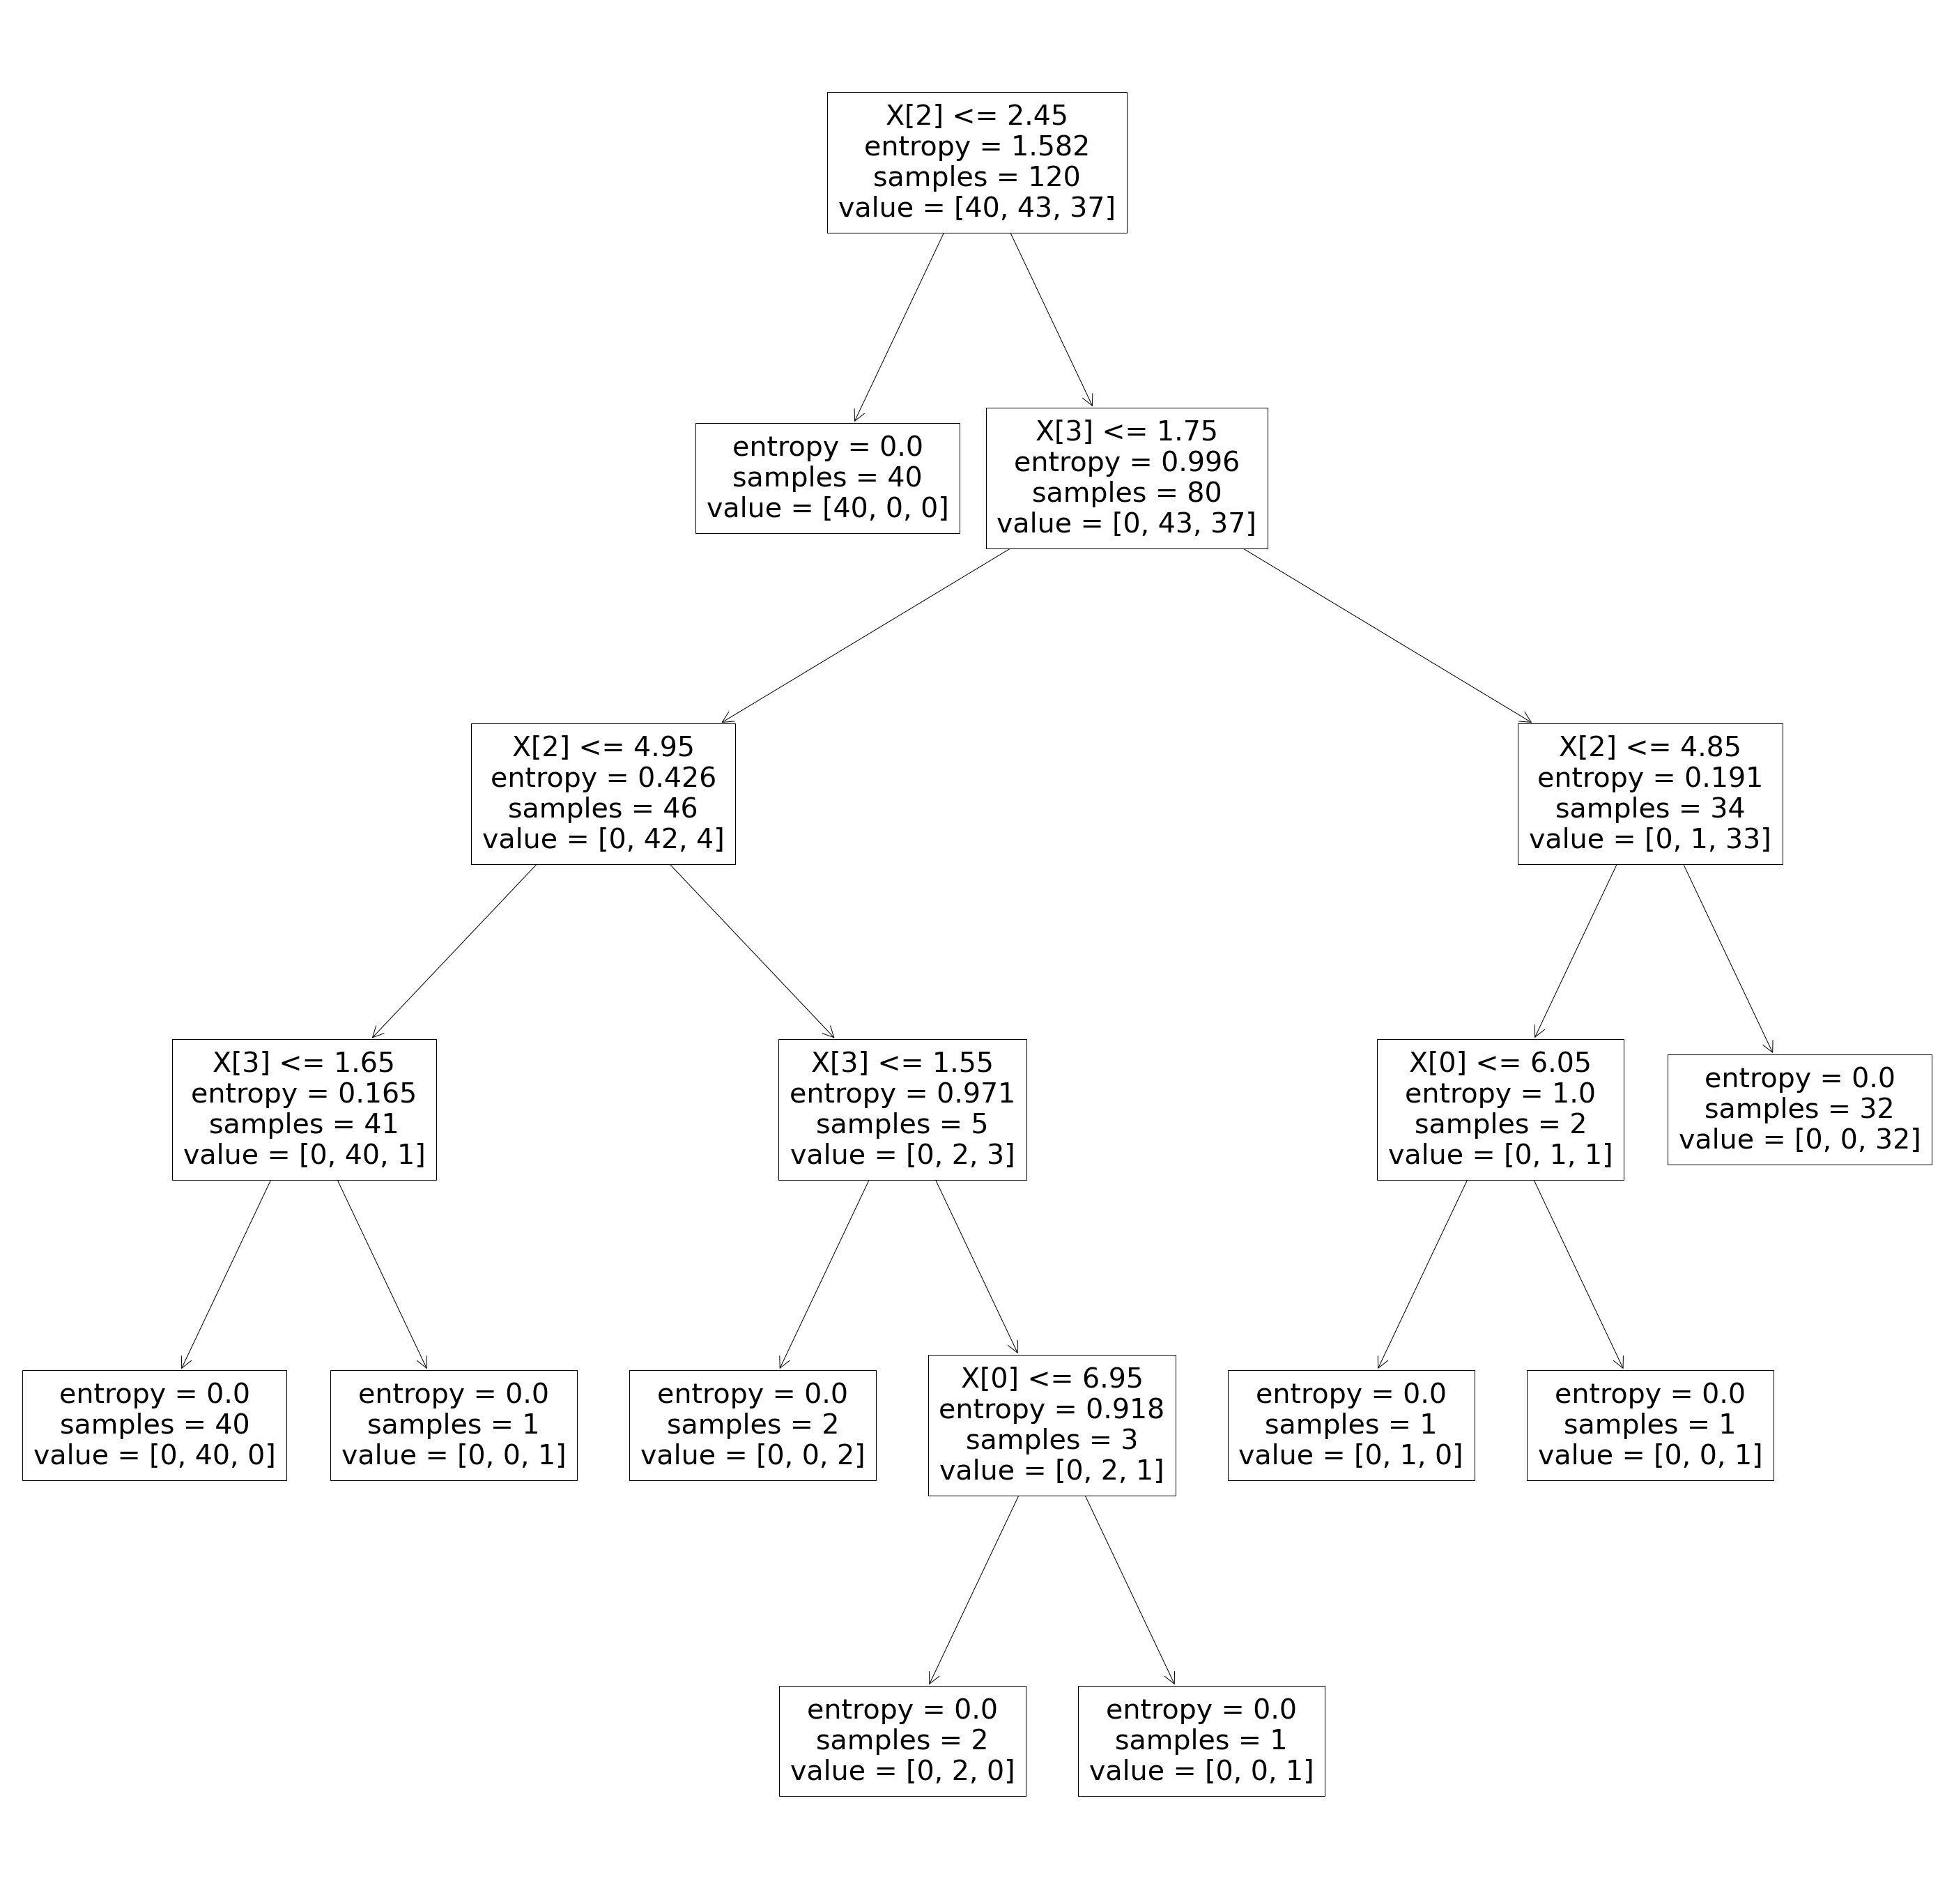 X[2] <= 2.45
entropy = 1.582
samples = 120
value = [40, 43, 37]
entropy = 0.0
samples = 40
value = [40, 0, 0]
X[3] <= 1.75
entropy = 0.996
samples = 80
value = [0, 43, 37]
X[2] <= 4.95
entropy = 0.426
samples = 46
value = [0, 42, 4]
X[2] <= 4.85
entropy = 0.191
samples = 34
value = [0, 1, 33]
X[3] <= 1.65
entropy = 0.165
samples = 41
value = [0, 40, 1]
X[3] <= 1.55
entropy = 0.971
samples = 5
value = [0, 2, 3]
X[0] <= 6.05
entropy = 1.0
samples = 2
value = [0, 1, 1]
entropy = 0.0
samples = 32
value = [0, 0, 32]
entropy = 0.0
samples = 40
value = [0, 40, 0]
entropy = 0.0
samples = 1
value = [0, 0, 1]
entropy = 0.0
samples = 2
value = [0, 0, 2]
X[0] <= 6.95
entropy = 0.918
samples = 3
value = [0, 2, 1]
entropy = 0.0
samples = 1
value = [0, 1, 0]
entropy = 0.0
samples = 1
value = [0, 0, 1]
entropy = 0.0
samples = 2
value = [0, 2, 0]
entropy = 0.0
samples = 1
value = [0, 0, 1]